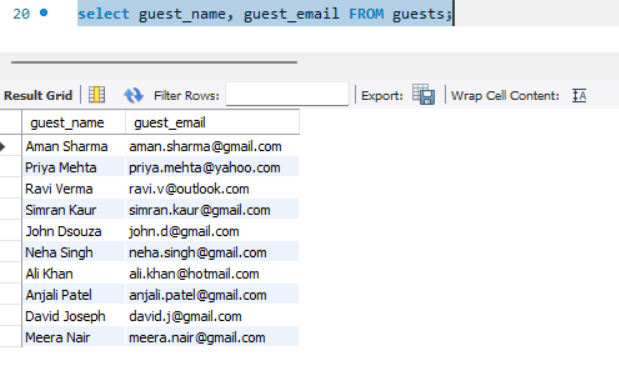 20 select guest_name, guest_email FROM guests;
Result Grid Filter Rows: Export: Wrap Cell Content: IA
guest_name guest_email
Aman Sharma aman.sharma@gmail.com
Priya Mehta priya.mehta@yahoo.com
Ravi Verma ravi.v@outlook.com
Simran Kaur simran.kaur@gmail.com
John Dsouza john.d@gmail.com
Neha Singh neha.singh@gmail.com
Ali Khan ali.khan@hotmail.com
Anjali Patel anjali.patel@gmail.com
David Joseph david.j@gmail.com
Meera Nair meera.nair@gmail.com